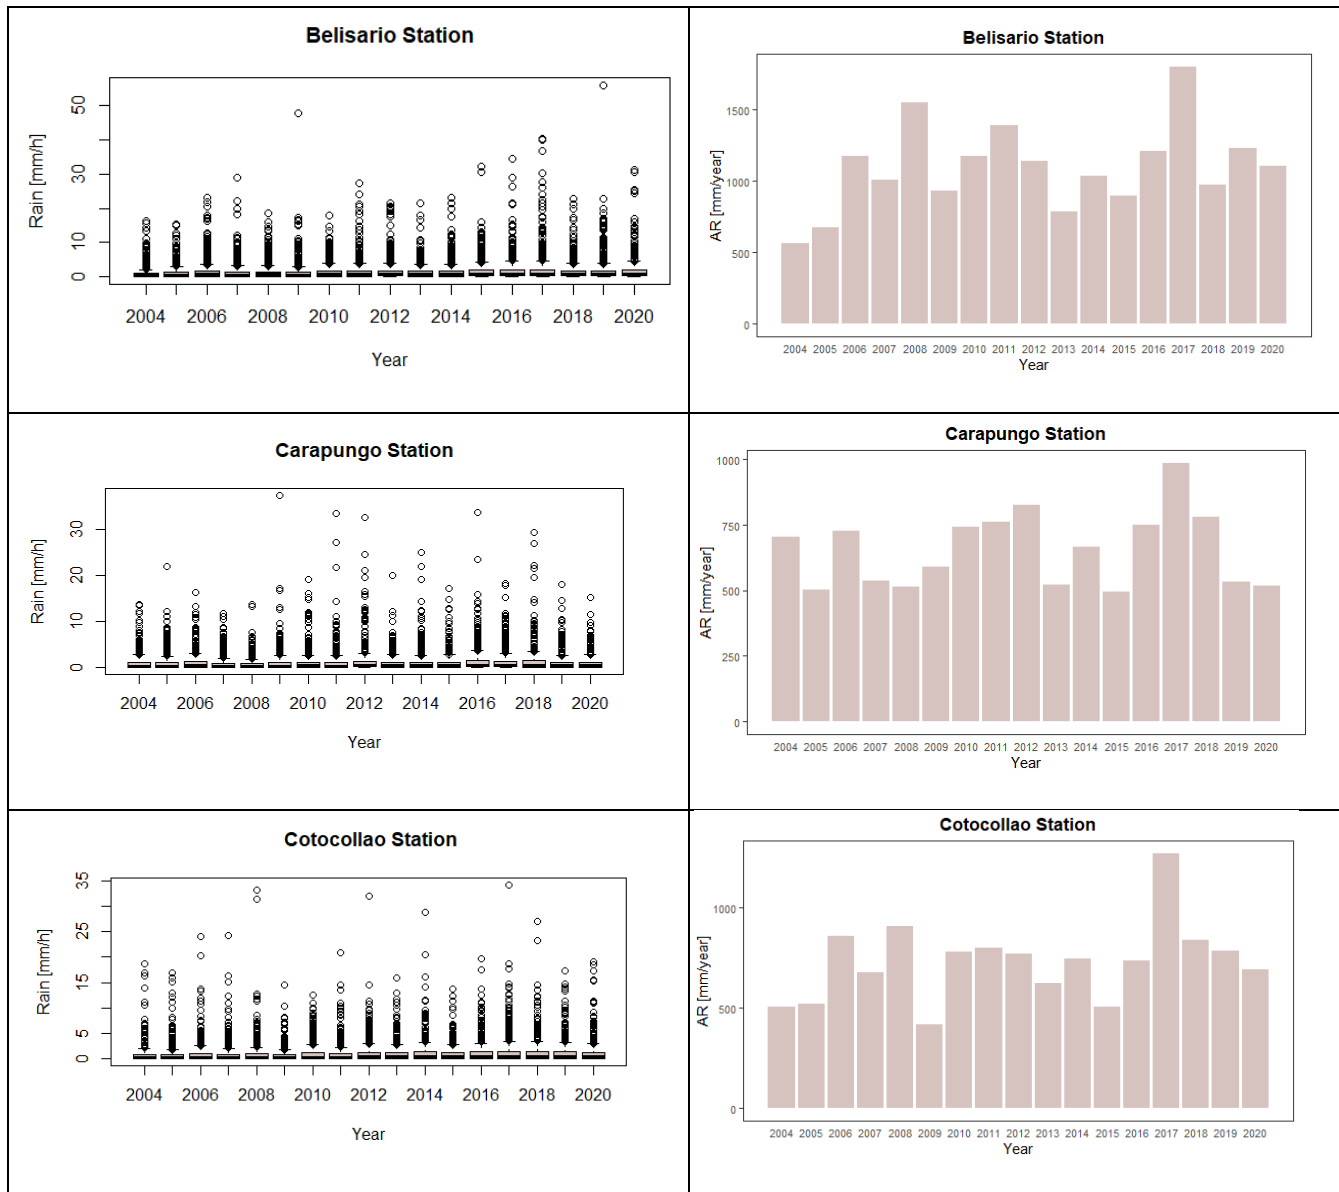 Belisario Station
Rain [mm/h]
50
30
10
0
2004 2006 2008 2010 2012 2014 2016 2018 2020
Year
Belisario Station
AR [mm/year]
1500
1000
500
0
2004 2005 2006 2007 2008 2009 2010 2011 2012 2013 2014 2015 2016 2017 2018 2019 2020
Year
Carapungo Station
Rain [mm/h]
30
20
10
0
2004 2006 2008 2010 2012 2014 2016 2018 2020
Year
Carapungo Station
AR [mm/year]
1000
750
500
250
0
2004 2005 2006 2007 2008 2009 2010 2011 2012 2013 2014 2015 2016 2017 2018 2019 2020
Year
Cotocollao Station
Rain [mm/h]
35
25
15
5
0
2004 2006 2008 2010 2012 2014 2016 2018 2020
Year
Cotocollao Station
AR [mm/year]
1000
500
0
2004 2005 2006 2007 2008 2009 2010 2011 2012 2013 2014 2015 2016 2017 2018 2019 2020
Year